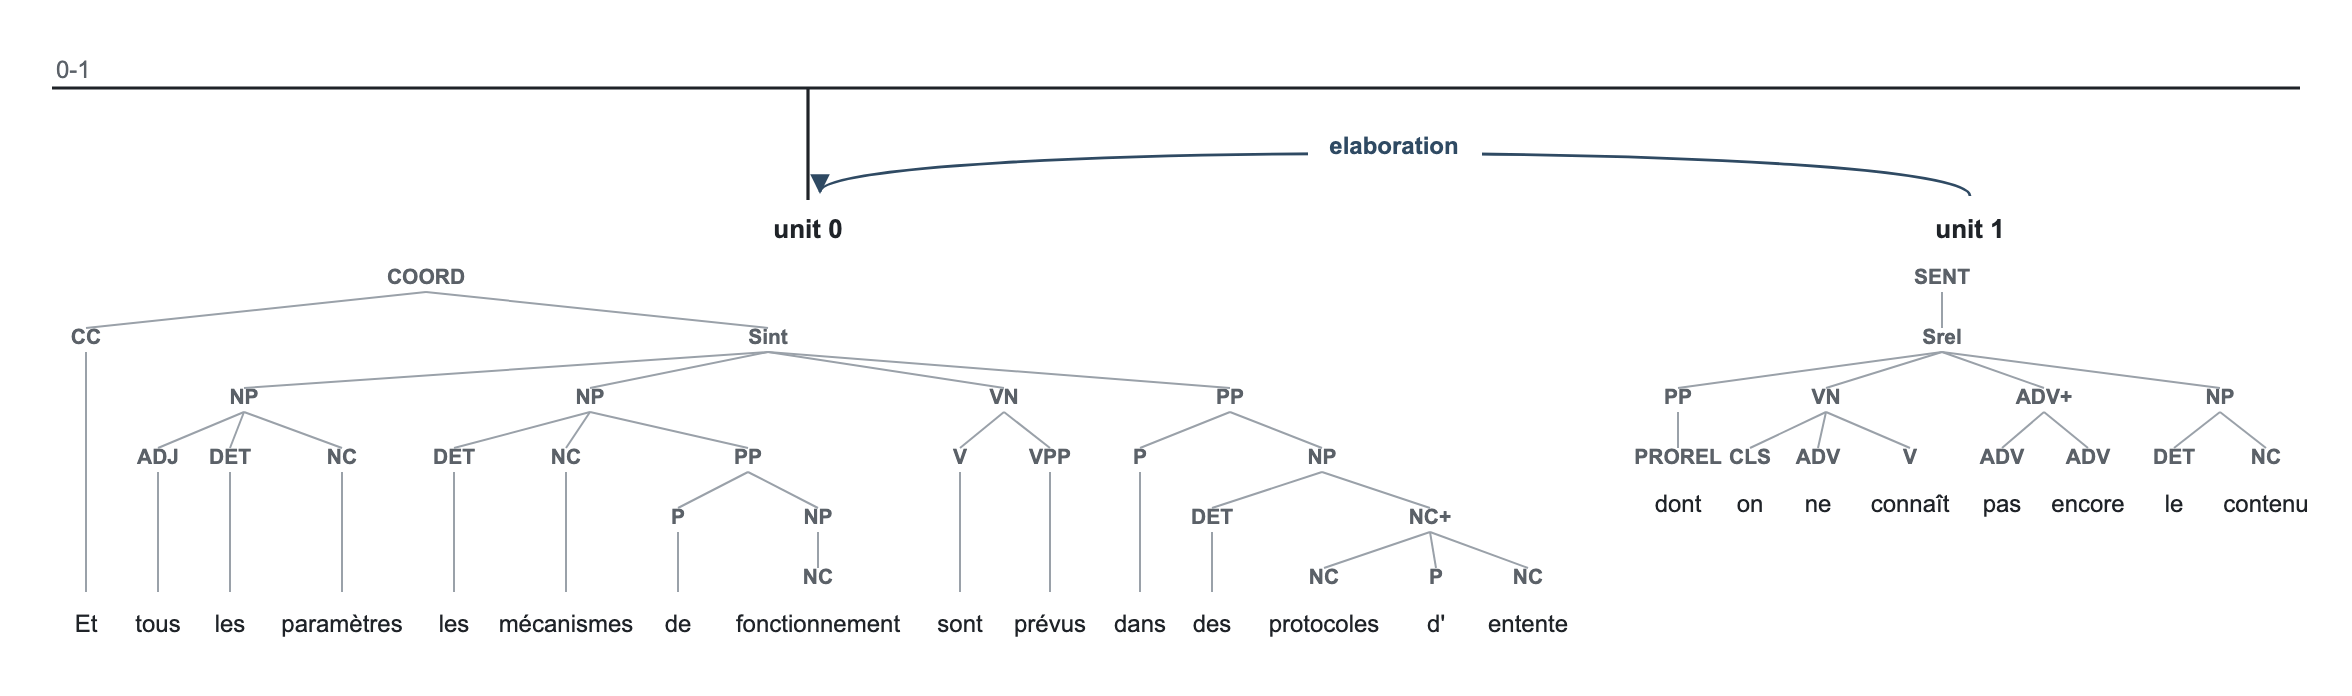 0-1
elaboration
unit 0 unit 1
COORD SENT
CC Sint Srel
NP NP VN PP PP VN ADV+ NP
ADJ DET NC DET NC PP V VPP P NP PROREL CLS ADV V ADV ADV DET NC
dont on ne connaît pas encore le contenu
P NP DET NC+
NC NC P NC
Et tous les paramètres les mécanismes de fonctionnement sont prévus dans des protocoles d' entente